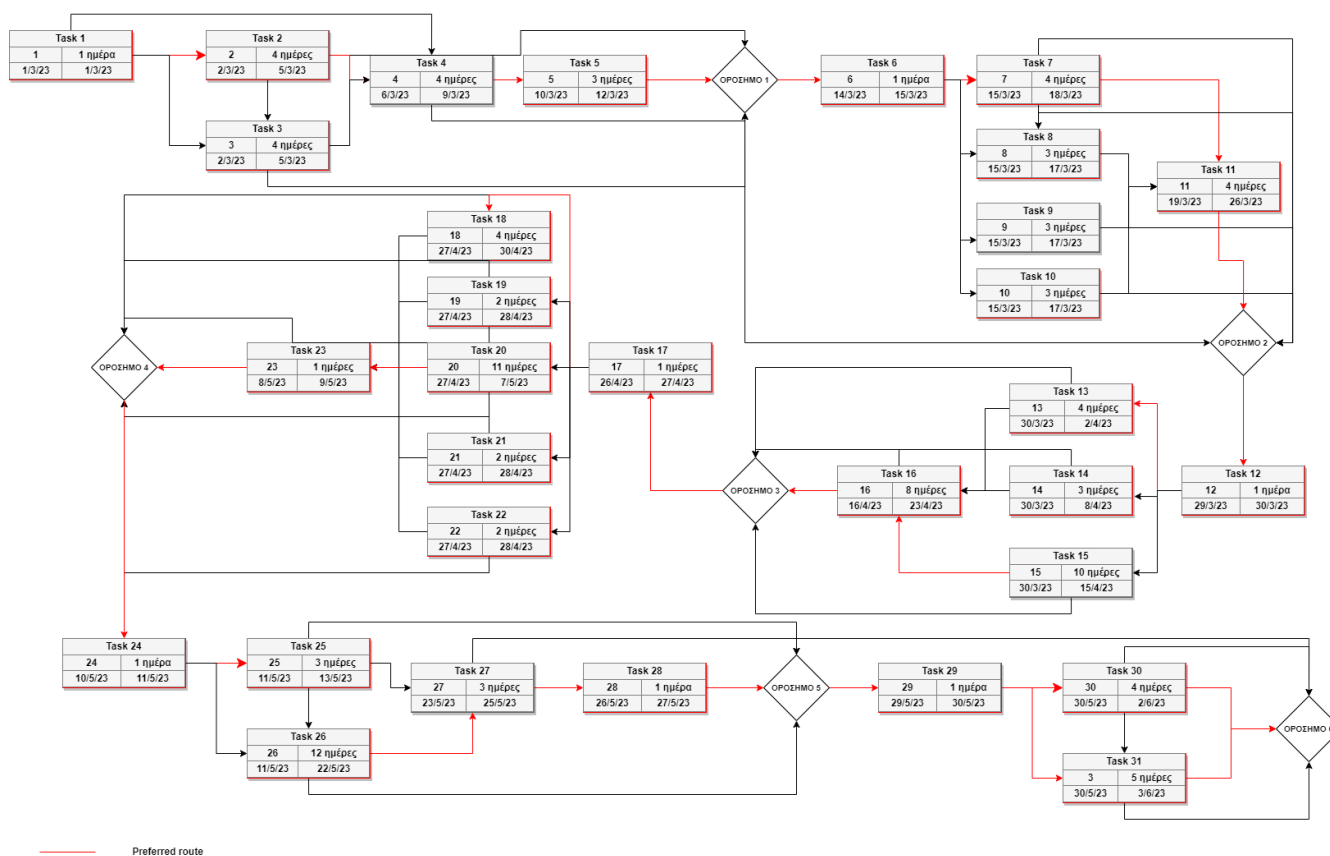 Task 1
1 1 ημέρα
1/3/23 1/3/23
Task 2
2 4 ημέρες
2/3/23 5/3/23
Task 3
3 4 ημέρες
2/3/23 5/3/23
Task 4
4 4 ημέρες
6/3/23 9/3/23
Task 5
5 3 ημέρες
10/3/23 12/3/23
ΟΡΟΣΗΜΟ 1
Task 6
6 1 ημέρα
14/3/23 15/3/23
Task 7
7 4 ημέρες
15/3/23 18/3/23
Task 8
8 3 ημέρες
15/3/23 17/3/23
Task 9
9 3 ημέρες
15/3/23 17/3/23
Task 10
10 3 ημέρες
15/3/23 17/3/23
Task 11
11 4 ημέρες
19/3/23 26/3/23
ΟΡΟΣΗΜΟ 2
Task 12
12 1 ημέρα
29/3/23 30/3/23
Task 13
13 4 ημέρες
30/3/23 2/4/23
Task 14
14 3 ημέρες
30/3/23 8/4/23
Task 15
15 10 ημέρες
30/3/23 15/4/23
Task 16
16 8 ημέρες
16/4/23 23/4/23
ΟΡΟΣΗΜΟ 3
Task 17
17 1 ημέρες
26/4/23 27/4/23
Task 18
18 4 ημέρες
27/4/23 30/4/23
Task 19
19 2 ημέρες
27/4/23 28/4/23
Task 20
20 11 ημέρες
27/4/23 7/5/23
Task 21
21 2 ημέρες
27/4/23 28/4/23
Task 22
22 2 ημέρες
27/4/23 28/4/23
Task 23
23 1 ημέρες
8/5/23 9/5/23
ΟΡΟΣΗΜΟ 4
Task 24
24 1 ημέρα
10/5/23 11/5/23
Task 25
25 3 ημέρες
11/5/23 13/5/23
Task 26
26 12 ημέρες
11/5/23 22/5/23
Task 27
27 3 ημέρες
23/5/23 25/5/23
Task 28
28 1 ημέρα
26/5/23 27/5/23
ΟΡΟΣΗΜΟ 5
Task 29
29 1 ημέρα
29/5/23 30/5/23
Task 30
30 4 ημέρες
30/5/23 2/6/23
Task 31
3 5 ημέρες
30/5/23 3/6/23
ΟΡΟΣΗΜΟ
Preferred route